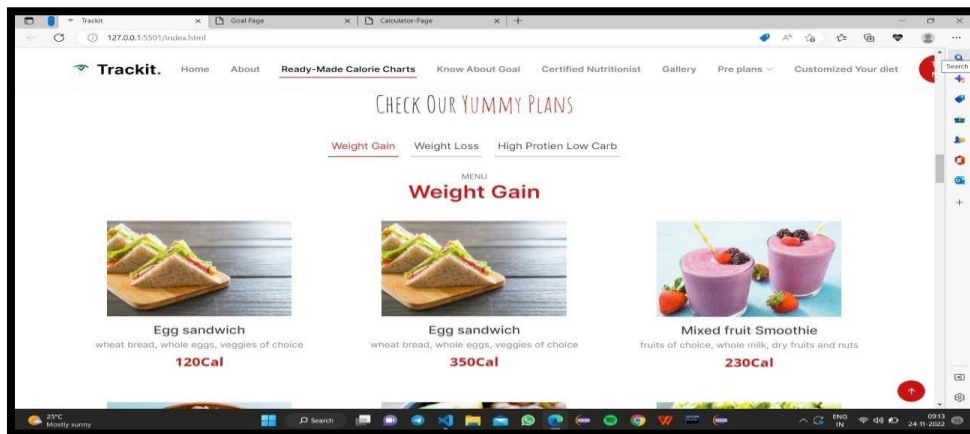 Trackit
Goal Page
Calculator-Page
127.0.0.1:5501/index.html
Trackit.
Home
About
Ready-Made Calorie Charts
Know About Goal
Certified Nutritionist
Gallery
Pre plans
Customized Your diet
Search
CHECK OUR YUMMY PLANS
Weight Gain
Weight Loss
High Protien Low Carb
MENU
Weight Gain
Egg sandwich
wheat bread, whole eggs, veggies of choice
120Cal
Egg sandwich
wheat bread, whole eggs, veggies of choice
350Cal
Mixed fruit Smoothie
fruits of choice, whole milk, dry fruits and nuts
230Cal
25°C
Mostly sunny
Search
ENG
IN
09:13
24-11-2022